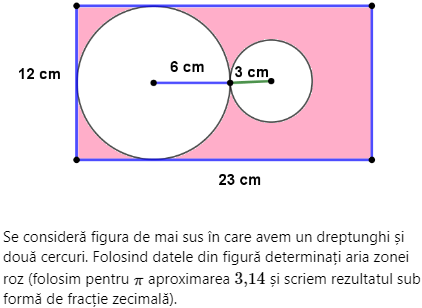 6 cm
3 cm
12 cm
23 cm
Se consideră figura de mai sus în care avem un dreptunghi și
două cercuri. Folosind datele din figură determinați aria zonei
roz (folosim pentru π aproximarea 3,14 și scriem rezultatul sub
formă de fracție zecimală).